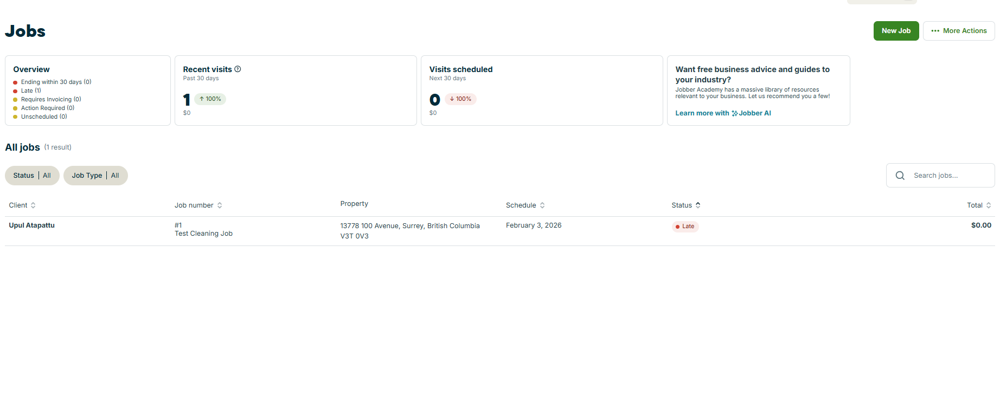 Jobs
New Job
••• More Actions
Overview
Ending within 30 days (0)
Late (1)
Requires Invoicing (0)
Action Required (0)
Unscheduled (0)
Recent visits
Past 30 days
1 ↑ 100%
$0
Visits scheduled
Next 30 days
0 ↓ 100%
$0
Want free business advice and guides to
your industry?
Jobber Academy has a massive library of resources
relevant to your business. Let us recommend you a few!
Learn more with Jobber AI
All jobs (1 result)
Status | All
Job Type | All
Search jobs...
Client
Job number
Property
Schedule
Status
Total
Upul Atapattu
#1
Test Cleaning Job
13778 100 Avenue, Surrey, British Columbia
V3T 0V3
February 3, 2026
Late
$0.00